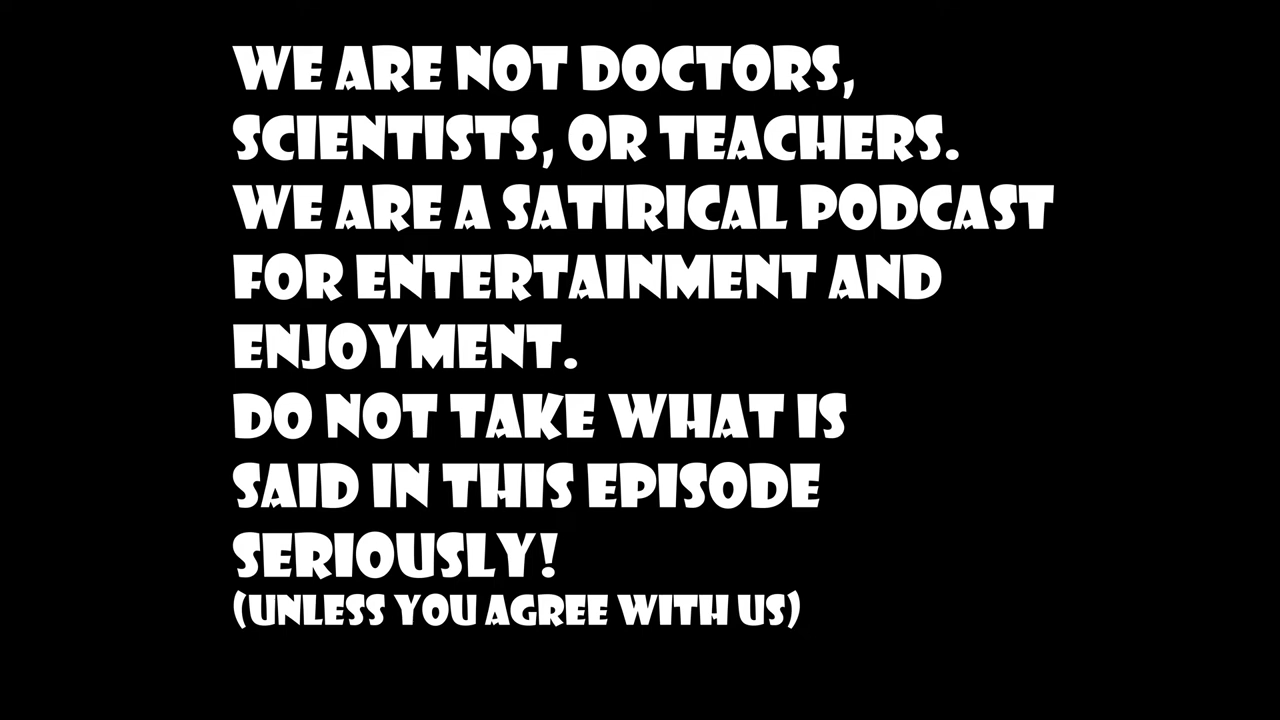 WE ARE NOT DOCTORS,
SCIENTISTS, OR TEACHERS.
WE ARE A SATIRICAL PODCAST
FOR ENTERTAINMENT AND
ENJOYMENT.
DO NOT TAKE WHAT IS
SAID IN THIS EPISODE
SERIOUSLY!
(UNLESS YOU AGREE WITH US)